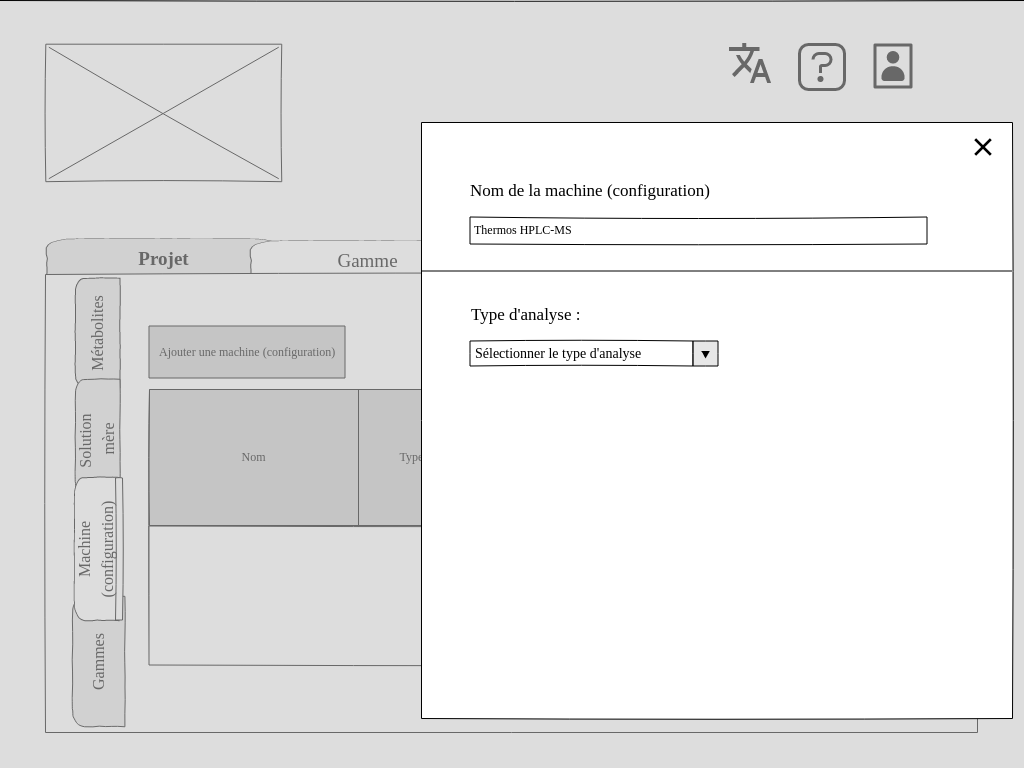 Nom de la machine (configuration)
Thermos HPLC-MS
Projet
Gamme
Métabolites
Type d'analyse :
Ajouter une machine (configuration)
Sélectionner le type d'analyse
Solution
mère
Nom
Type
Machine
(configuration)
Gammes